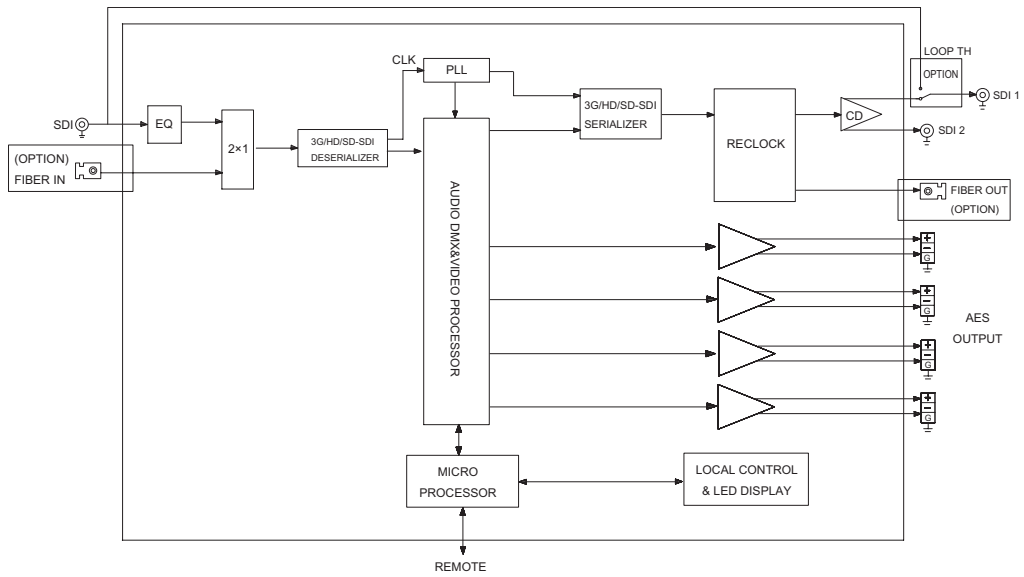 LOOP TH
OPTION
SDI 1
SDI 2
CLK
PLL
3G/HD/SD-SDI
SERIALIZER
CD
SDI
EQ
2×1
3G/HD/SD-SDI
DESERIALIZER
RECLOCK
(OPTION)
FIBER IN
FIBER OUT
(OPTION)
AUDIO DMX&VIDEO PROCESSOR
+
−
G
+
−
G
AES
OUTPUT
+
−
G
+
−
G
MICRO
PROCESSOR
LOCAL CONTROL
& LED DISPLAY
REMOTE